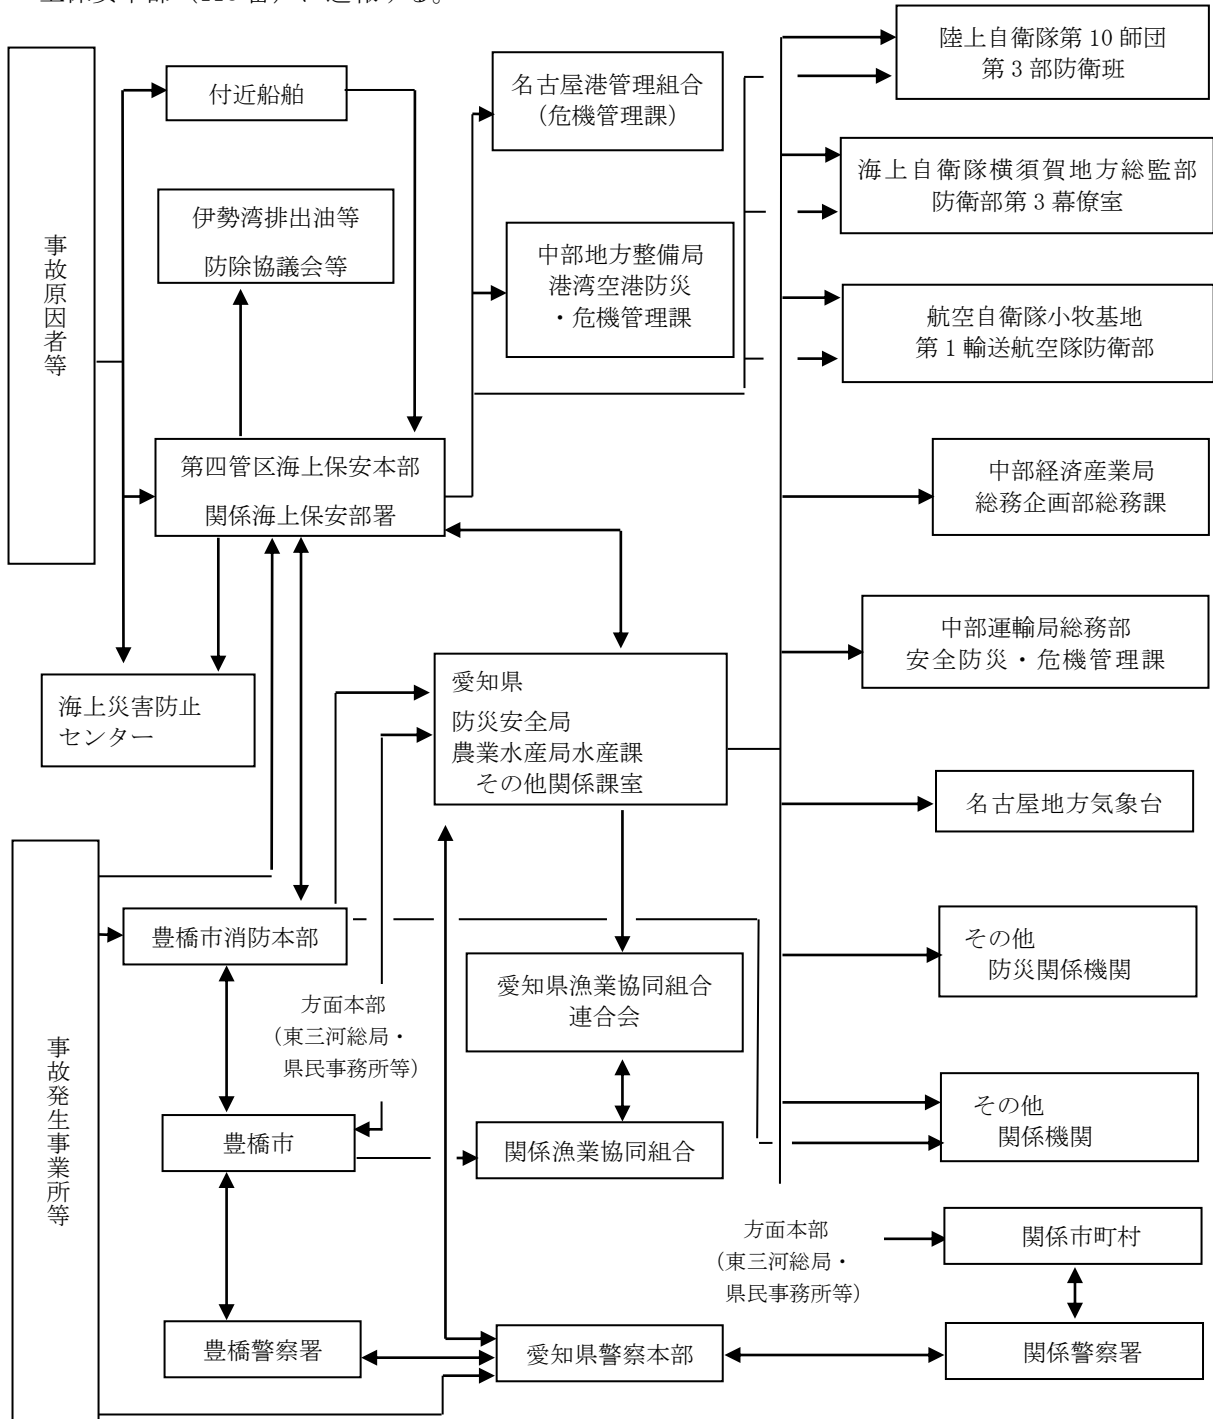 陸上自衛隊第 10 師団
第 3 部防衛班
付近船舶
名古屋港管理組合
（危機管理課）
海上自衛隊横須賀地方総監部
防衛部第 3 幕僚室
伊勢湾排出油等
防除協議会等
事故原因者等
中部地方整備局
港湾空港防災
・危機管理課
航空自衛隊小牧基地
第 1 輸送航空隊防衛部
第四管区海上保安本部
関係海上保安部署
中部経済産業局
総務企画部総務課
中部運輸局総務部
安全防災・危機管理課
海上災害防止
センター
愛知県
防災安全局
農業水産局水産課
その他関係課室
名古屋地方気象台
豊橋市消防本部
その他
防災関係機関
愛知県漁業協同組合
連合会
方面本部
（東三河総局・
県民事務所等）
事故発生事業所等
豊橋市
関係漁業協同組合
その他
関係機関
方面本部
（東三河総局・
県民事務所等）
関係市町村
豊橋警察署
愛知県警察本部
関係警察署